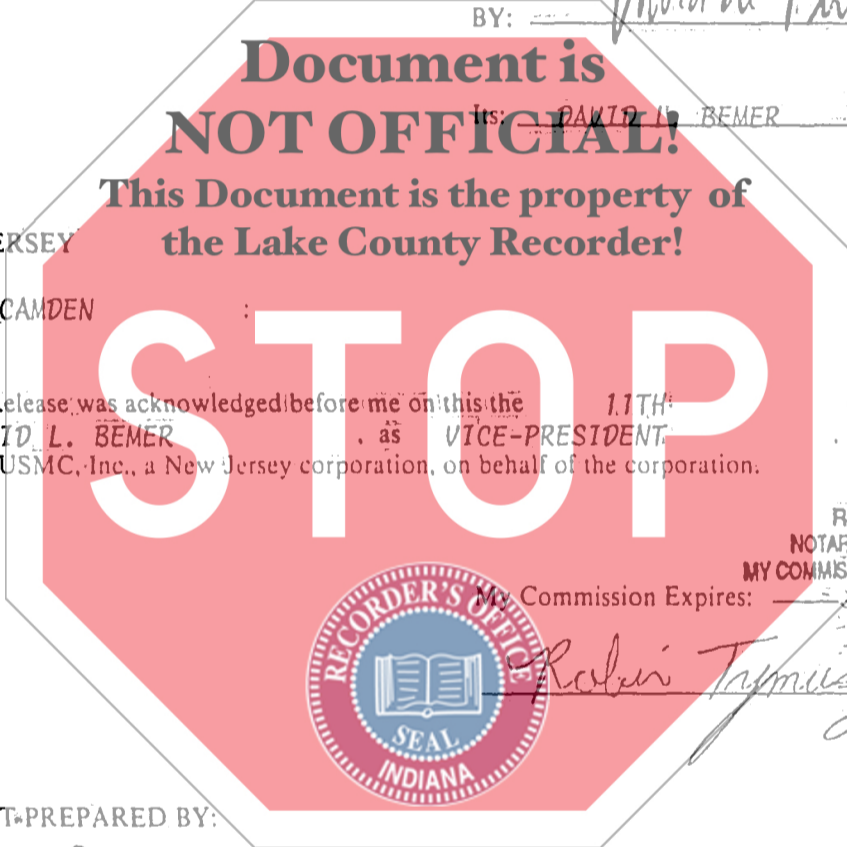 BY:
Document is
NOT OFFICIAL!
Its: DAVID L. BEMER
This Document is the property of
ERSEY
the Lake County Recorder!
CAMDEN :
STOP
elease was acknowledged before me on this the 11TH
ID L. BEMER , as VICE-PRESIDENT .
USMC, Inc., a New Jersey corporation, on behalf of the corporation.
R
NOTAR
MY COMMIS
My Commission Expires:
RECORDER'S OFFICE
SEAL
INDIANA
Robin
T PREPARED BY: